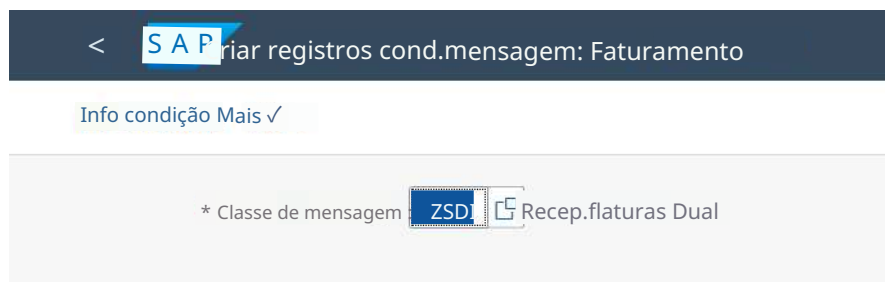 < SAP riar registros cond.mensagem: Faturamento
Info condição Mais ✓
* Classe de mensagem : ZSDI Recep.flaturas Dual